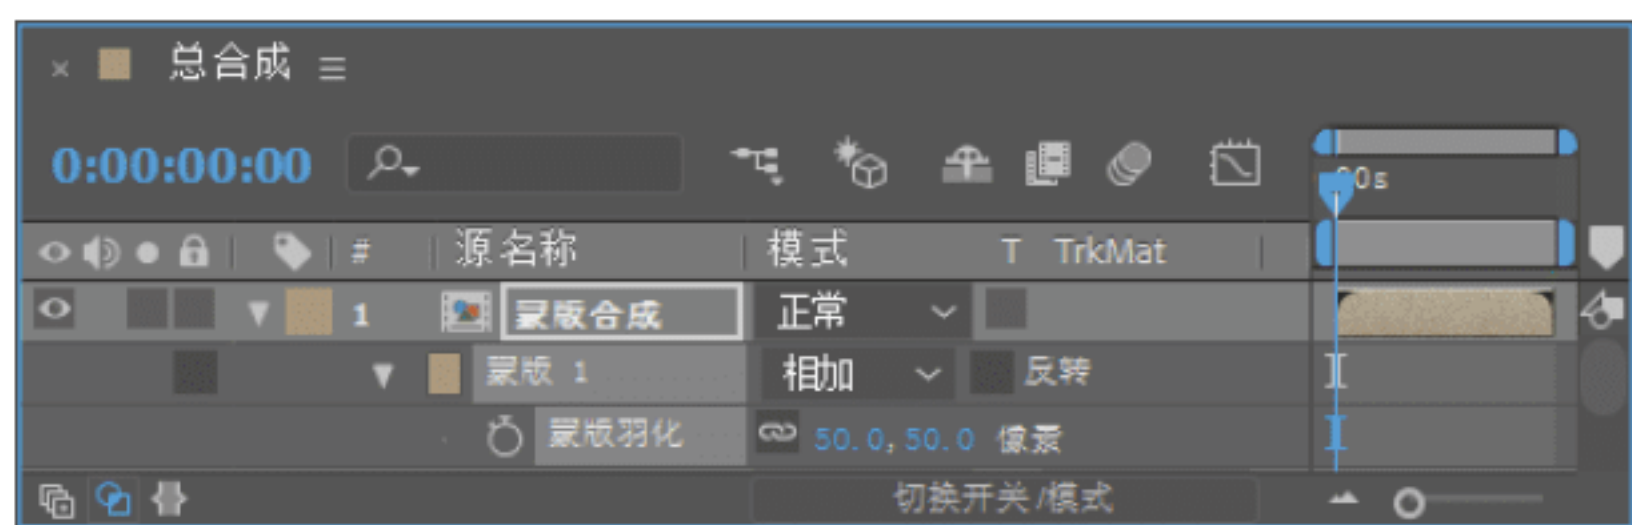 × 总合成 ≡
0:00:00:00
00s
# 源名称 模式 T TrkMat
1 蒙版合成 正常
蒙版 1 相加 反转
蒙版羽化 50.0,50.0 像素
切换开关/模式